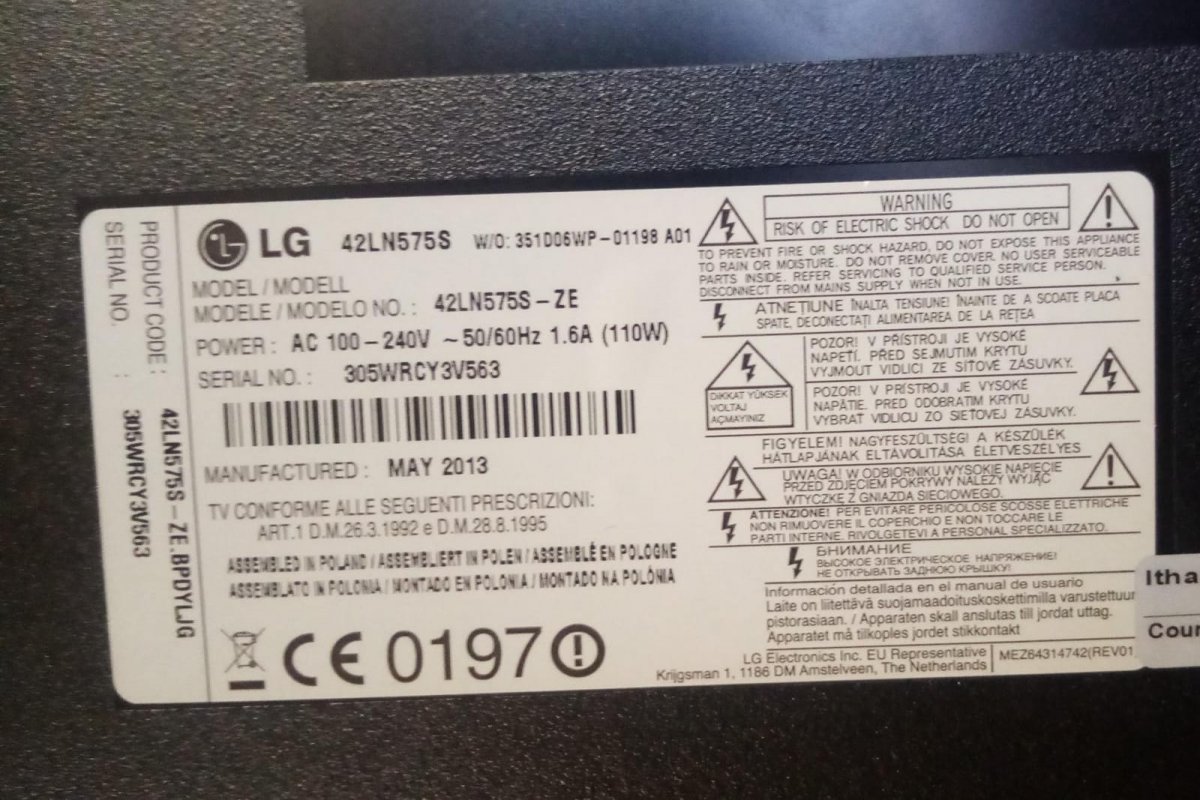 LG 42LN575S W/O: 351D06WP-01198 A01
MODEL / MODELL
MODELE / MODELO NO. : 42LN575S-ZE
POWER : AC 100-240V ~50/60Hz 1.6A (110W)
SERIAL NO. : 305WRCY3V563
MANUFACTURED : MAY 2013
TV CONFORME ALLE SEGUENTI PRESCRIZIONI:
ART.1 D.M.26.3.1992 e D.M.28.8.1995
ASSEMBLED IN POLAND / ASSEMBLIERT IN POLEN / ASSEMBLÉ EN POLOGNE
ASSEMBLATO IN POLONIA / MONTADO EN POLONIA / MONTADO NA POLÓNIA
CE 0197
PRODUCT CODE : 42LN575S-ZE.BPDYLJG
SERIAL NO. : 305WRCY3V563
WARNING
RISK OF ELECTRIC SHOCK DO NOT OPEN
TO PREVENT FIRE OR SHOCK HAZARD, DO NOT EXPOSE THIS APPLIANCE
TO RAIN OR MOISTURE. DO NOT REMOVE COVER. NO USER SERVICEABLE
PARTS INSIDE. REFER SERVICING TO QUALIFIED SERVICE PERSON.
DISCONNECT FROM MAINS SUPPLY WHEN NOT IN USE.
ATNEȚIUNE ÎNALTA TENSIUNE! ÎNAINTE DE A SCOATE PLACA
SPATE, DECONECTAȚI ALIMENTAREA DE LA REȚEA
DIKKAT YÜKSEK
VOLTAJ
AÇMAYINIZ
POZOR! V PŘÍSTROJI JE VYSOKÉ
NAPĚTÍ. PŘED SEJMUTIM KRYTU
VYJMOUT VIDLICI ZE SÍŤOVÉ ZÁSUVKY.
POZOR! V PRÍSTROJI JE VYSOKÉ
NAPÄTIE. PRED ODOBRATIM KRYTU
VYBRAŤ VIDLICU ZO SIEŤOVEJ ZÁSUVKY.
FIGYELEM! NAGYFESZÜLTSÉG! A KÉSZÜLÉK
HÁTLAPJÁNAK ELTÁVOLÍTÁSA ÉLETVESZÉLYES
UWAGA! W ODBIORNIKU WYSOKIE NAPIĘCIE
PRZED ZDJĘCIEM POKRYWY NALEŻY WYJĄĆ
WTYCZKĘ Z GNIAZDA SIECIOWEGO.
ATTENZIONE! PER EVITARE PERICOLOSE SCOSSE ELETTRICHE
NON RIMUOVERE IL COPERCHIO E NON TOCCARE LE
PARTI INTERNE. RIVOLGETEVI A PERSONAL SPECIALIZZATO.
ВНИМАНИЕ
ВЫСОКОЕ ЭЛЕКТРИЧЕСКОЕ НАПРЯЖЕНИЕ!
НЕ ОТКРЫВАТЬ ЗАДНЮЮ КРЫШКУ!
Información detallada en el manual de usuario
Laite on liitettävä suojamaadoituskoskettimilla varustettuun
pistorasiaan. / Apparaten skall anslutas till jordat uttag.
Apparatet må tilkoples jordet stikkontakt
LG Electronics Inc. EU Representative
Krijgsman 1, 1186 DM Amstelveen, The Netherlands
MEZ64314742(REV01)
Itha
Cour